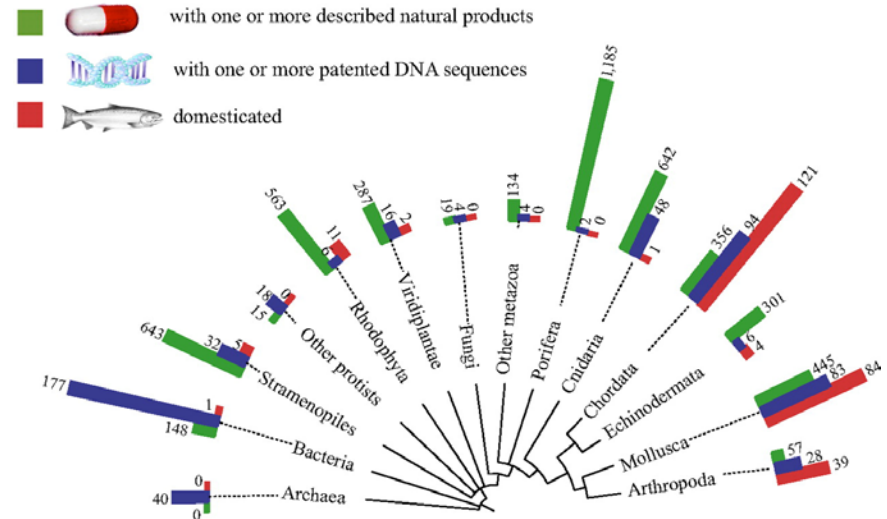 with one or more described natural products
with one or more patented DNA sequences
domesticated
1,185
2
0
642
48
1
121
94
356
134
4
0
19
4
0
287
16
2
563
6
11
18
0
15
643
32
5
177
1
148
40
0
0
301
6
4
445
83
84
57
28
39
Archaea
Bacteria
Stramenopiles
Other protists
Rhodophyta
Viridiplantae
Fungi
Other metazoa
Porifera
Cnidaria
Chordata
Echinodermata
Mollusca
Arthropoda